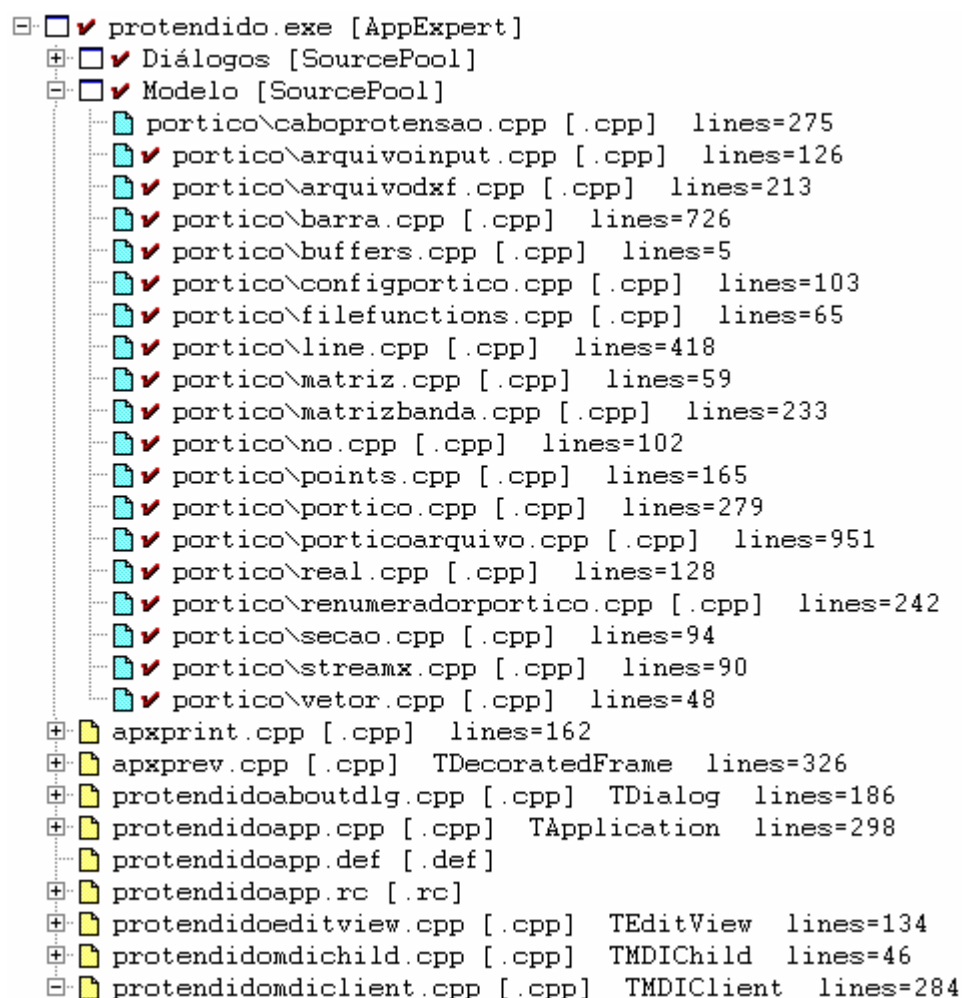 protendido.exe [AppExpert]
Diálogos [SourcePool]
Modelo [SourcePool]
portico\caboprotensao.cpp [.cpp] lines=275
portico\arquivoinput.cpp [.cpp] lines=126
portico\arquivodxf.cpp [.cpp] lines=213
portico\barra.cpp [.cpp] lines=726
portico\buffers.cpp [.cpp] lines=5
portico\configportico.cpp [.cpp] lines=103
portico\filefunctions.cpp [.cpp] lines=65
portico\line.cpp [.cpp] lines=418
portico\matriz.cpp [.cpp] lines=59
portico\matrizbanda.cpp [.cpp] lines=233
portico\no.cpp [.cpp] lines=102
portico\points.cpp [.cpp] lines=165
portico\portico.cpp [.cpp] lines=279
portico\porticoarquivo.cpp [.cpp] lines=951
portico\real.cpp [.cpp] lines=128
portico\renumeradorportico.cpp [.cpp] lines=242
portico\secao.cpp [.cpp] lines=94
portico\streamx.cpp [.cpp] lines=90
portico\vetor.cpp [.cpp] lines=48
apxprint.cpp [.cpp] lines=162
apxprev.cpp [.cpp] TDecoratedFrame lines=326
protendidoaboutdlg.cpp [.cpp] TDialog lines=186
protendidoapp.cpp [.cpp] TApplication lines=298
protendidoapp.def [.def]
protendidoapp.rc [.rc]
protendidoeditview.cpp [.cpp] TEditView lines=134
protendidomdichild.cpp [.cpp] TMDIChild lines=46
protendidomdiclient.cpp [.cpp] TMDIClient lines=284